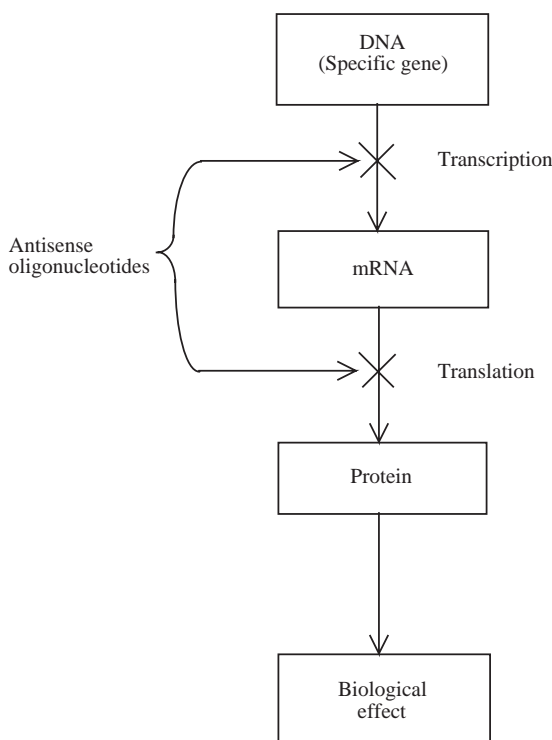 DNA
(Specific gene)
Transcription
Antisense
oligonucleotides
mRNA
Translation
Protein
Biological
effect